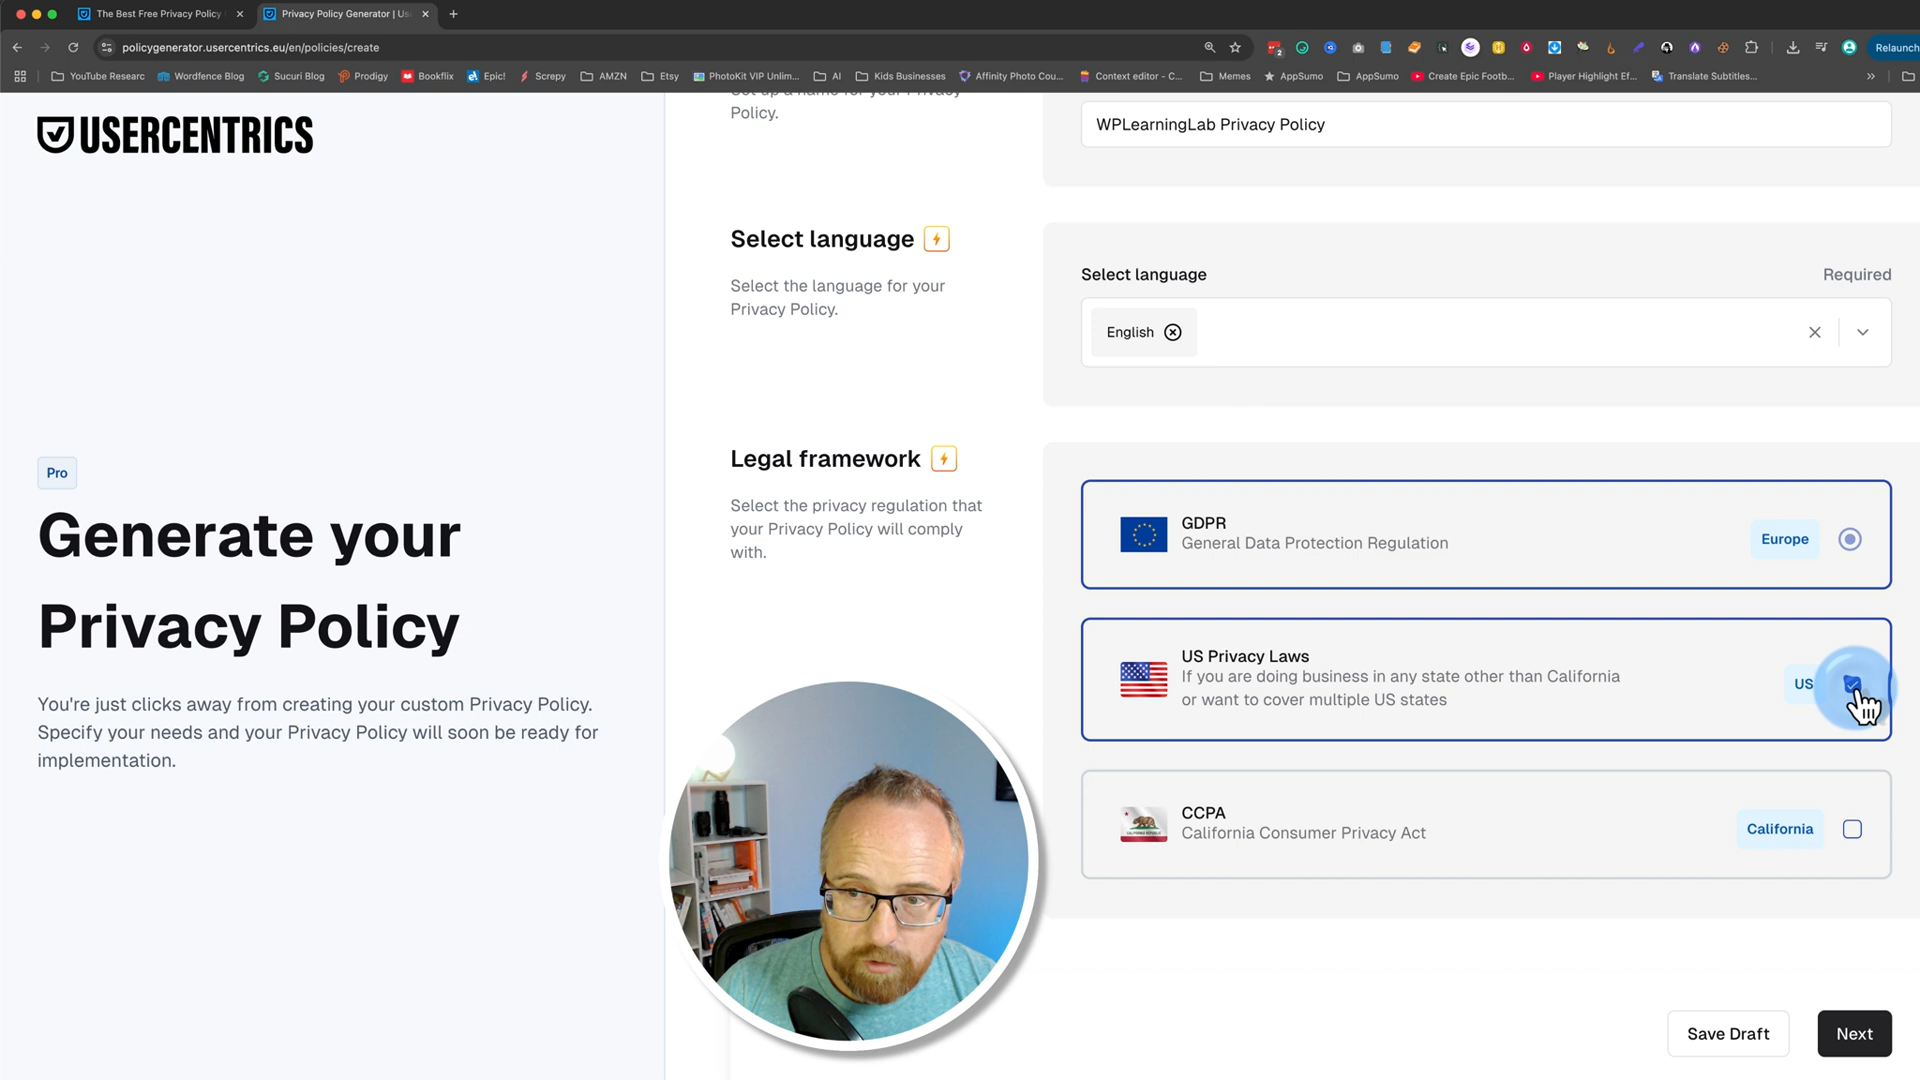 The Best Free Privacy Policy
Privacy Policy Generator | Us
policygenerator.usercentrics.eu/en/policies/create
2
Relaunch
YouTube Researc
Wordfence Blog
Sucuri Blog
Prodigy
Bookflix
Epic!
Screpy
AMZN
Etsy
PhotoKit VIP Unlim...
AI
Kids Businesses
Affinity Photo Cou...
Context editor - C...
Memes
AppSumo
AppSumo
Create Epic Footb...
Player Highlight Ef...
Translate Subtitles...
USERCENTRICS
Pro
Generate your
Privacy Policy
You're just clicks away from creating your custom Privacy Policy.
Specify your needs and your Privacy Policy will soon be ready for
implementation.
Set up a name for your Privacy
Policy.
WPLearningLab Privacy Policy
Select language
Select the language for your
Privacy Policy.
Select language
Required
English
Legal framework
Select the privacy regulation that
your Privacy Policy will comply
with.
GDPR
General Data Protection Regulation
Europe
US Privacy Laws
If you are doing business in any state other than California
or want to cover multiple US states
US
CCPA
California Consumer Privacy Act
California
Save Draft
Next